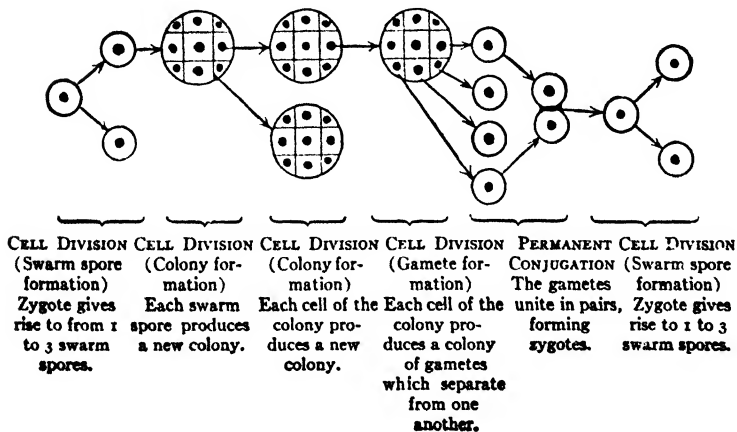 CELL DIVISION
(Swarm spore
formation)
Zygote gives
rise to from 1
to 3 swarm
spores.
CELL DIVISION
(Colony for-
mation)
Each swarm
spore produces
a new colony.
CELL DIVISION
(Colony for-
mation)
Each cell of the
colony pro-
duces a new
colony.
CELL DIVISION
(Gamete for-
mation)
Each cell of the
colony pro-
duces a colony
of gametes
which separate
from one
another.
PERMANENT
CONJUGATION
The gametes
unite in pairs,
forming
zygotes.
CELL DIVISION
(Swarm spore
formation)
Zygote gives
rise to 1 to 3
swarm spores.